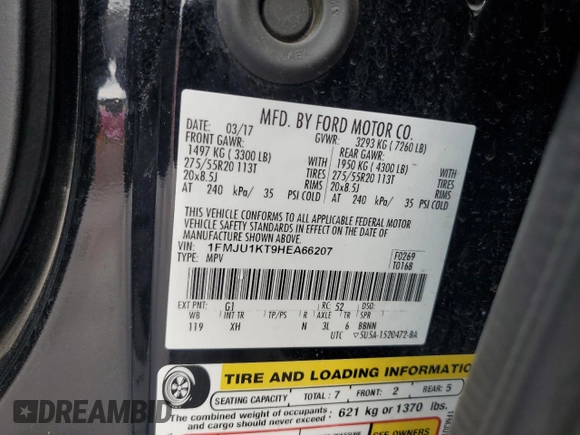 MFD. BY FORD MOTOR CO.
DATE: 03/17
GVWR: 3293 KG ( 7260 LB)
FRONT GAWR:
REAR GAWR:
1497 KG ( 3300 LB)
WITH
1950 KG ( 4300 LB)
WITH
275/55R20 113T
TIRES
275/55R20 113T
TIRES
20x8.5J
RIMS
20x8.5J
RIMS
AT 240 kPa/ 35 PSI COLD
AT 240 kPa/ 35 PSI COLD
THIS VEHICLE CONFORMS TO ALL APPLICABLE FEDERAL MOTOR
VEHICLE SAFETY STANDARDS IN EFFECT ON THE DATE OF
MANUFACTURE SHOWN ABOVE.
VIN: 1FMJU1KT9HEA66207
TYPE: MPV
F0269
T0168
EXT PNT: G1 RC: 52 DSO:
WB INT TR TP/PS R AXLE TR SPR
119 XH N 3L 6 BBNN
UTC 5U5A-1520472-BA
TIRE AND LOADING INFORMATION
SEATING CAPACITY TOTAL: 7 FRONT: 2 REAR: 5
The combined weight of occupants
and cargo should never exceed
621 kg or 1370 lbs.
SEE OWNERS
DREAMBID